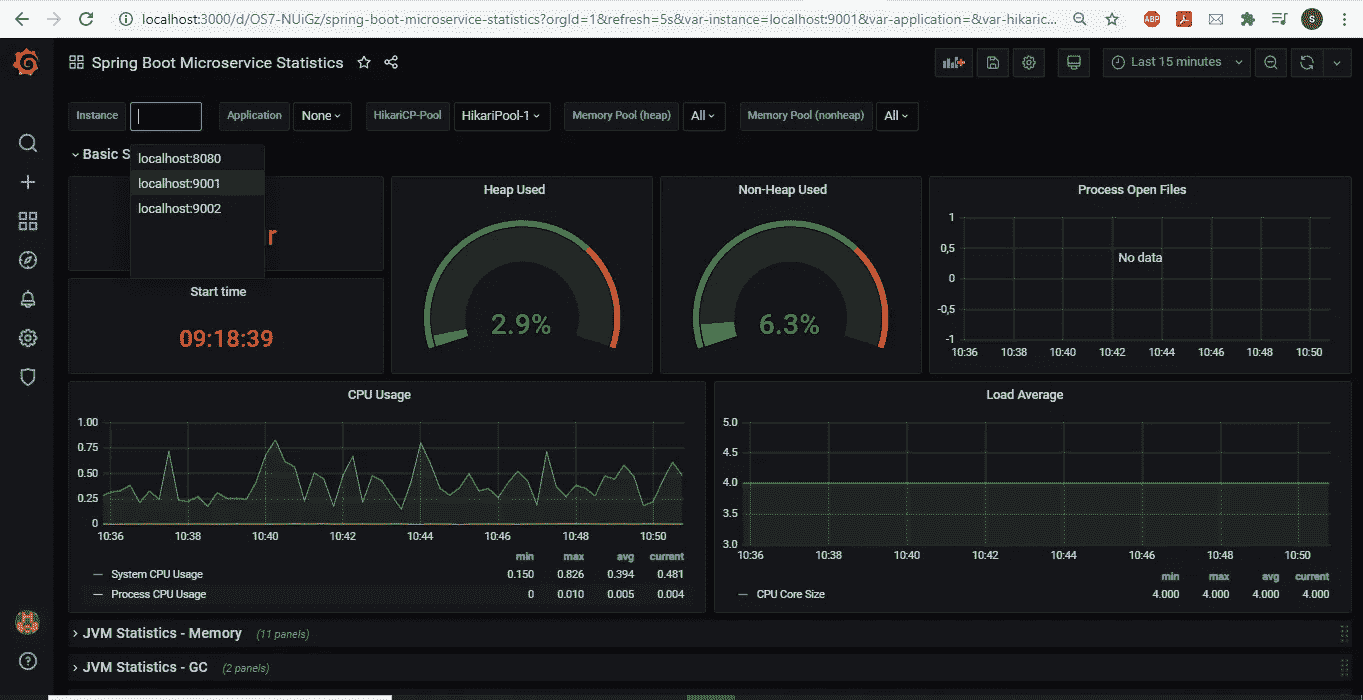 localhost:3000/d/OS7-NUiGz/spring-boot-microservice-statistics?orgId=1&refresh=5s&var-instance=localhost:9001&var-application=&var-hikaric...
ABP
S
Spring Boot Microservice Statistics
Last 15 minutes
Instance
Application
None
HikariCP-Pool
HikariPool-1
Memory Pool (heap)
All
Memory Pool (nonheap)
All
Basic S
localhost:8080
localhost:9001
localhost:9002
r
Start time
09:18:39
Heap Used
2.9%
Non-Heap Used
6.3%
Process Open Files
1
0,5
0
-0,5
-1
No data
10:36 10:38 10:40 10:42 10:44 10:46 10:48 10:50
CPU Usage
1.00
0.75
0.50
0.25
0
10:36 10:38 10:40 10:42 10:44 10:46 10:48 10:50
min max avg current
System CPU Usage 0.150 0.826 0.394 0.481
Process CPU Usage 0 0.010 0.005 0.004
Load Average
5.0
4.5
4.0
3.5
3.0
10:36 10:38 10:40 10:42 10:44 10:46 10:48 10:50
min max avg current
CPU Core Size 4.000 4.000 4.000 4.000
JVM Statistics - Memory (11 panels)
JVM Statistics - GC (2 panels)